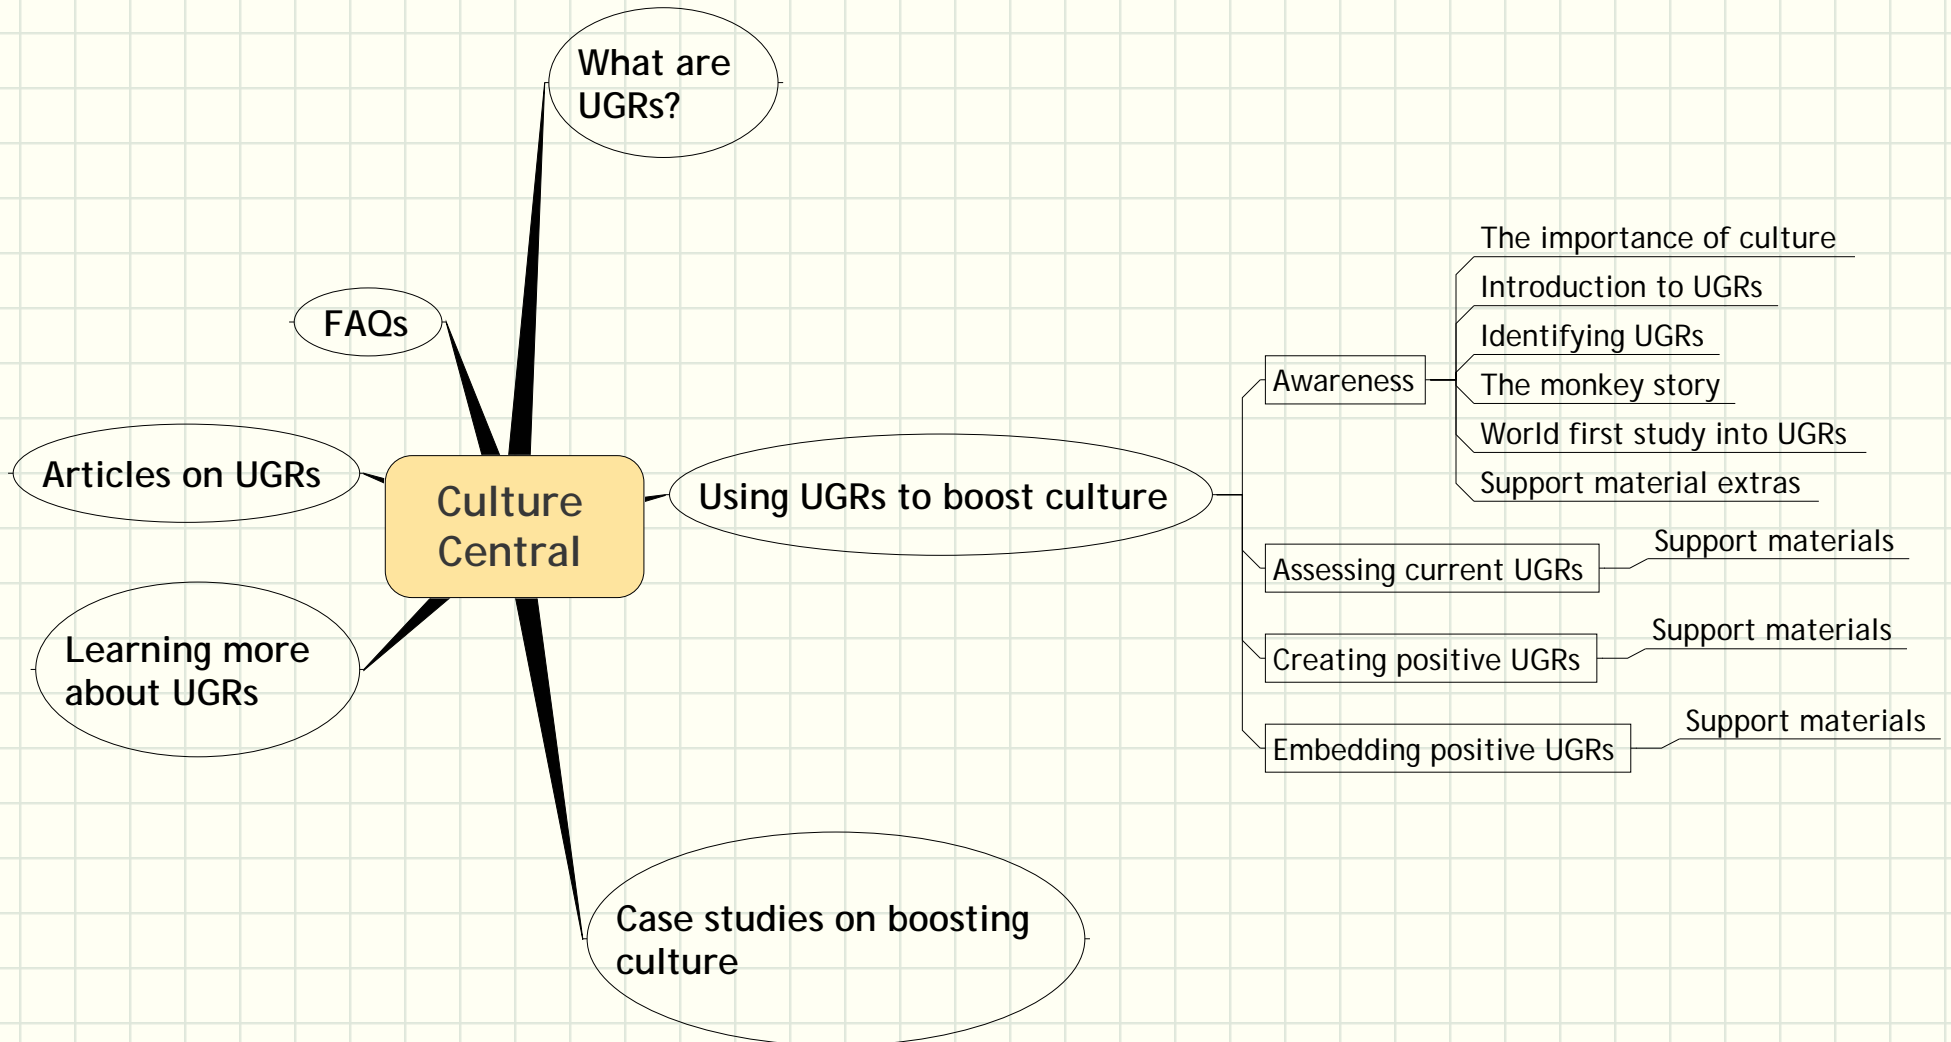 What are
UGRs?
FAQs
Articles on UGRs
Learning more
about UGRs
Culture
Central
Using UGRs to boost culture
Awareness
The importance of culture
Introduction to UGRs
Identifying UGRs
The monkey story
World first study into UGRs
Support material extras
Assessing current UGRs
Support materials
Creating positive UGRs
Support materials
Embedding positive UGRs
Support materials
Case studies on boosting
culture